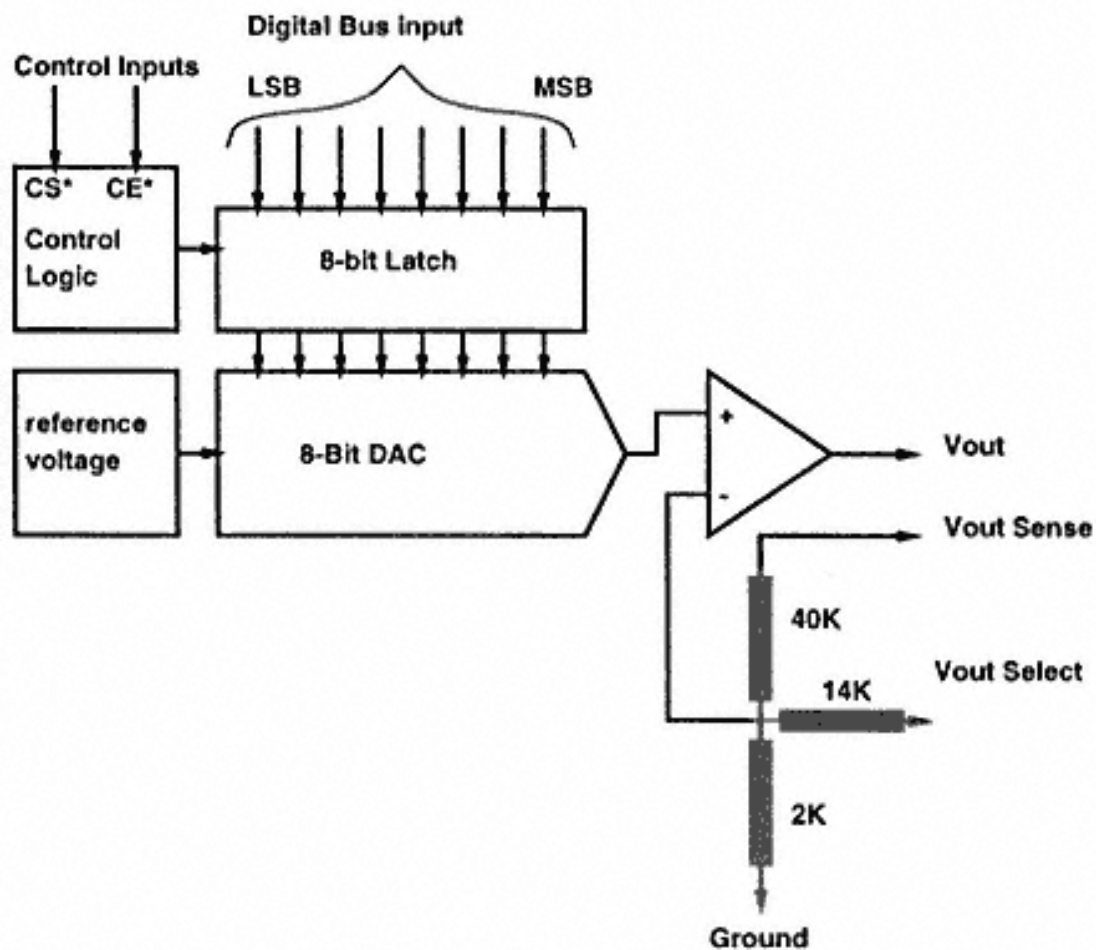 Digital Bus input
Control Inputs
LSB
MSB
CS*
CE*
Control
Logic
8-bit Latch
reference
voltage
8-Bit DAC
+
-
Vout
Vout Sense
40K
Vout Select
14K
2K
Ground